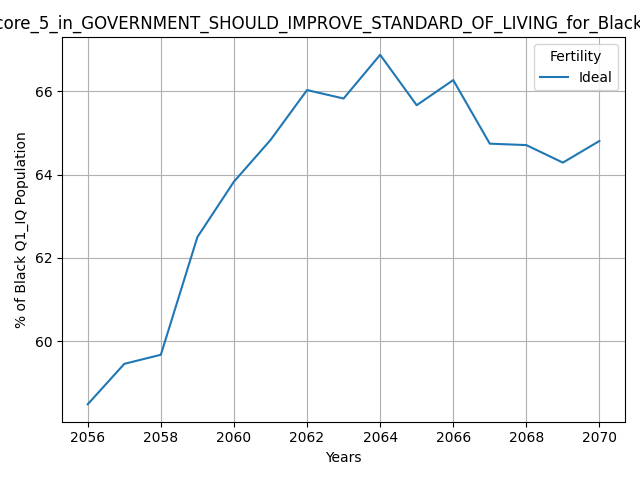 core_5_in_GOVERNMENT_SHOULD_IMPROVE_STANDARD_OF_LIVING_for_Black
Fertility
Ideal
% of Black Q1_IQ Population
66
64
62
60
2056 2058 2060 2062 2064 2066 2068 2070
Years